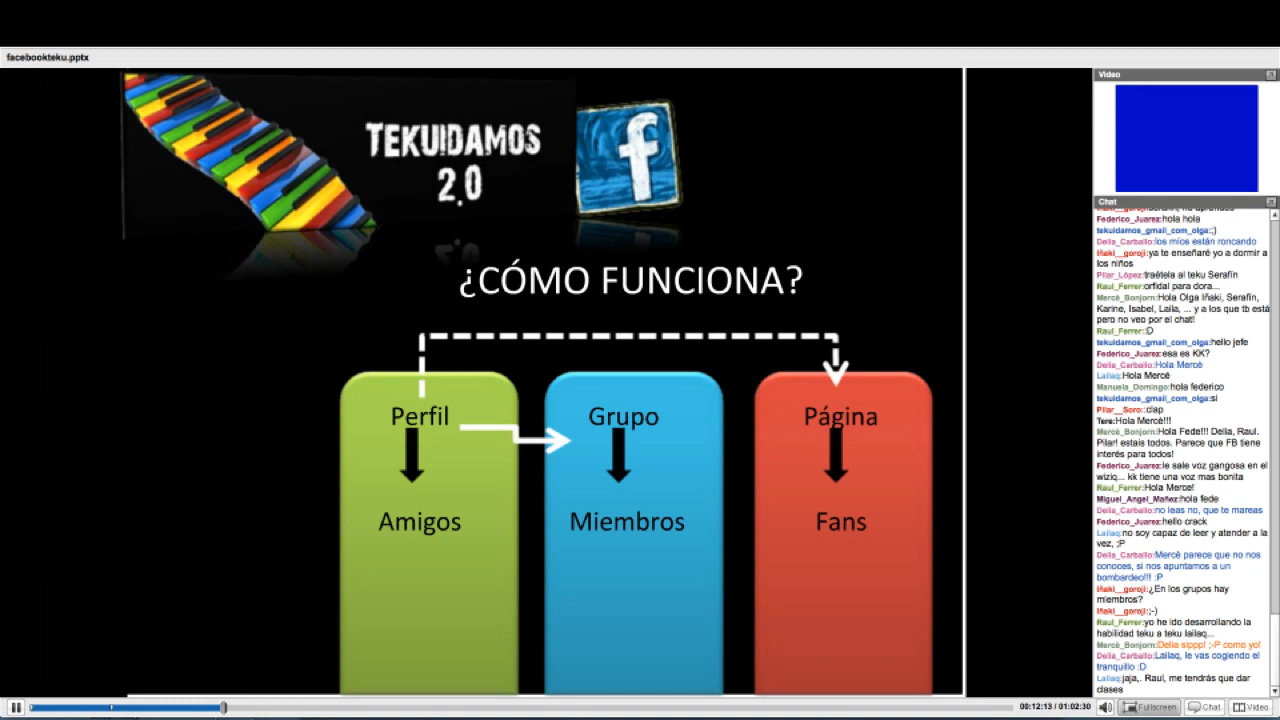 facebookteku.pptx
TEKUIDAMOS
2.0
f
¿CÓMO FUNCIONA?
Perfil
Grupo
Página
Amigos
Miembros
Fans
Video
Chat
Federico_Juarez:hola hola
tekuidamos_gmail_com_olga:;)
Delia_Carballo:los míos están roncando
Iñaki__goroji:ya te enseñaré yo a dormir a
los niños
Pilar_López:traétela al teku Serafín
Raul_Ferrer:orfidal para dora...
Mercè_Bonjorn:Hola Olga Iñaki, Serafín,
Karine, Isabel, Laila, ... y a los que tb está
pero no veo por el chat!
Raul_Ferrer::D
tekuidamos_gmail_com_olga:hello jefe
Federico_Juarez:esa es KK?
Delia_Carballo:Hola Mercè
Lailaq:Hola Mercè
Manuela_Domingo:hola federico
tekuidamos_gmail_com_olga:si
Pilar__Soro::clap
Tere:Hola Mercè!!!
Mercè_Bonjorn:Hola Fede!!! Delia, Raul.
Pilar! estais todos. Parece que FB tiene
interés para todos!
Federico_Juarez:le sale voz gangosa en el
wiziq... kk tiene una voz mas bonita
Raul_Ferrer:Hola Merce!
Miguel_Angel_Mañez:hola fede
Delia_Carballo:no leas no, que te mareas
Federico_Juarez:hello crack
Lailaq:no soy capaz de leer y atender a la
vez, :P
Delia_Carballo:Mercè parece que no nos
conoces, si nos apuntamos a un
bombardeo!!! :P
Iñaki__goroji:¿En los grupos hay
miembros?
Iñaki__goroji:;-)
Raul_Ferrer:yo he ido desarrollando la
habilidad teku a teku lailaq...
Mercè_Bonjorn:Delia sippp! ;-P como yo!
Delia_Carballo:Lailaq, le vas cogiendo el
tranquillo :D
Lailaq:jaja,. Raul, me tendrás que dar
clases
00:12:13 / 01:02:30
Fullscreen
Chat
Video